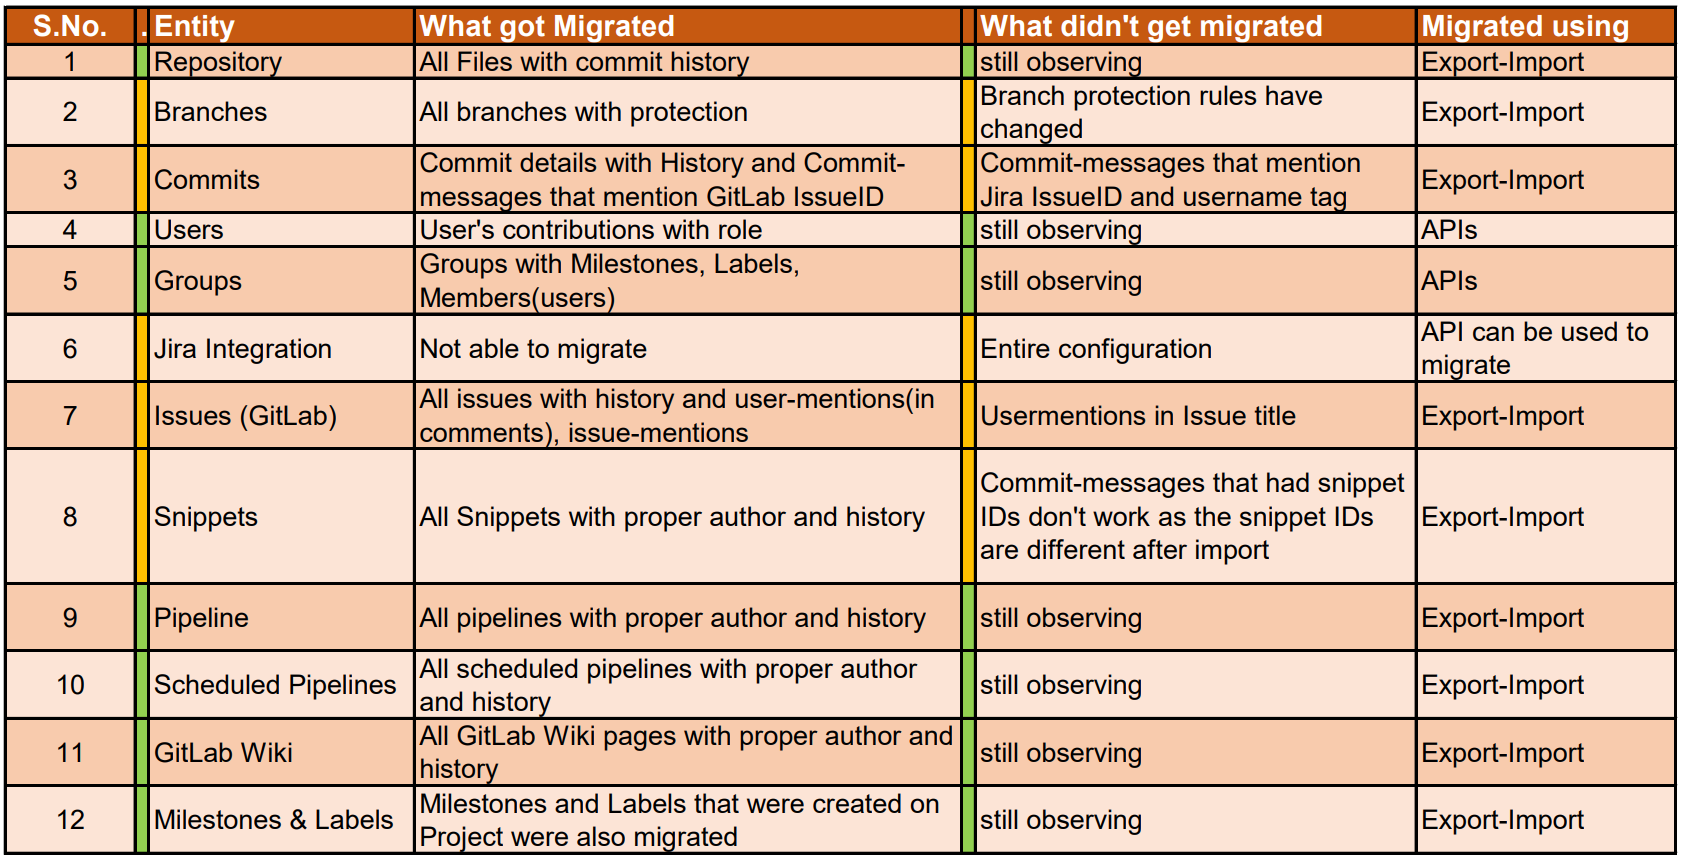 S.No. . Entity What got Migrated What didn't get migrated Migrated using
1 Repository All Files with commit history still observing Export-Import
2 Branches All branches with protection Branch protection rules have
changed Export-Import
3 Commits Commit details with History and Commit-
messages that mention GitLab IssueID Commit-messages that mention
Jira IssueID and username tag Export-Import
4 Users User's contributions with role still observing APIs
5 Groups Groups with Milestones, Labels,
Members(users) still observing APIs
6 Jira Integration Not able to migrate Entire configuration API can be used to
migrate
7 Issues (GitLab) All issues with history and user-mentions(in
comments), issue-mentions Usermentions in Issue title Export-Import
8 Snippets All Snippets with proper author and history Commit-messages that had snippet
IDs don't work as the snippet IDs
are different after import Export-Import
9 Pipeline All pipelines with proper author and history still observing Export-Import
10 Scheduled Pipelines All scheduled pipelines with proper author
and history still observing Export-Import
11 GitLab Wiki All GitLab Wiki pages with proper author and
history still observing Export-Import
12 Milestones & Labels Milestones and Labels that were created on
Project were also migrated still observing Export-Import